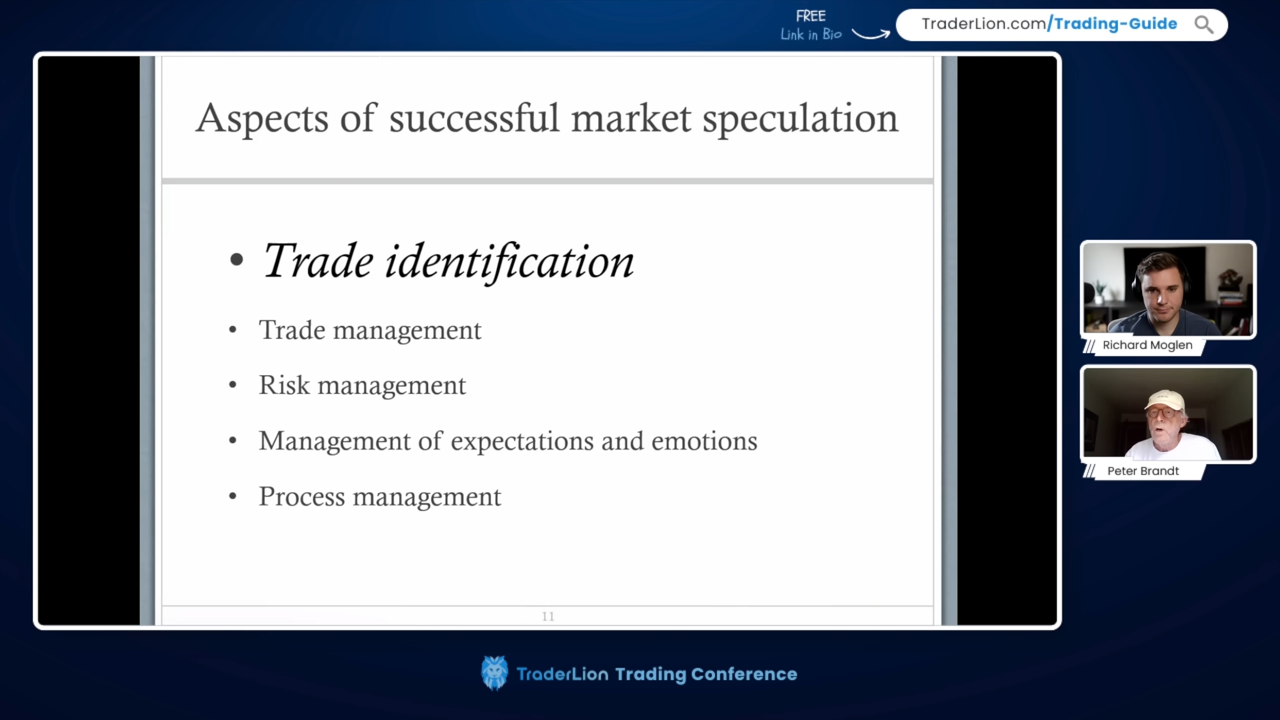 FREE
Link in Bio
TraderLion.com/Trading-Guide
Aspects of successful market speculation
• Trade identification
• Trade management
• Risk management
• Management of expectations and emotions
• Process management
11
Richard Moglen
Peter Brandt
TraderLion Trading Conference